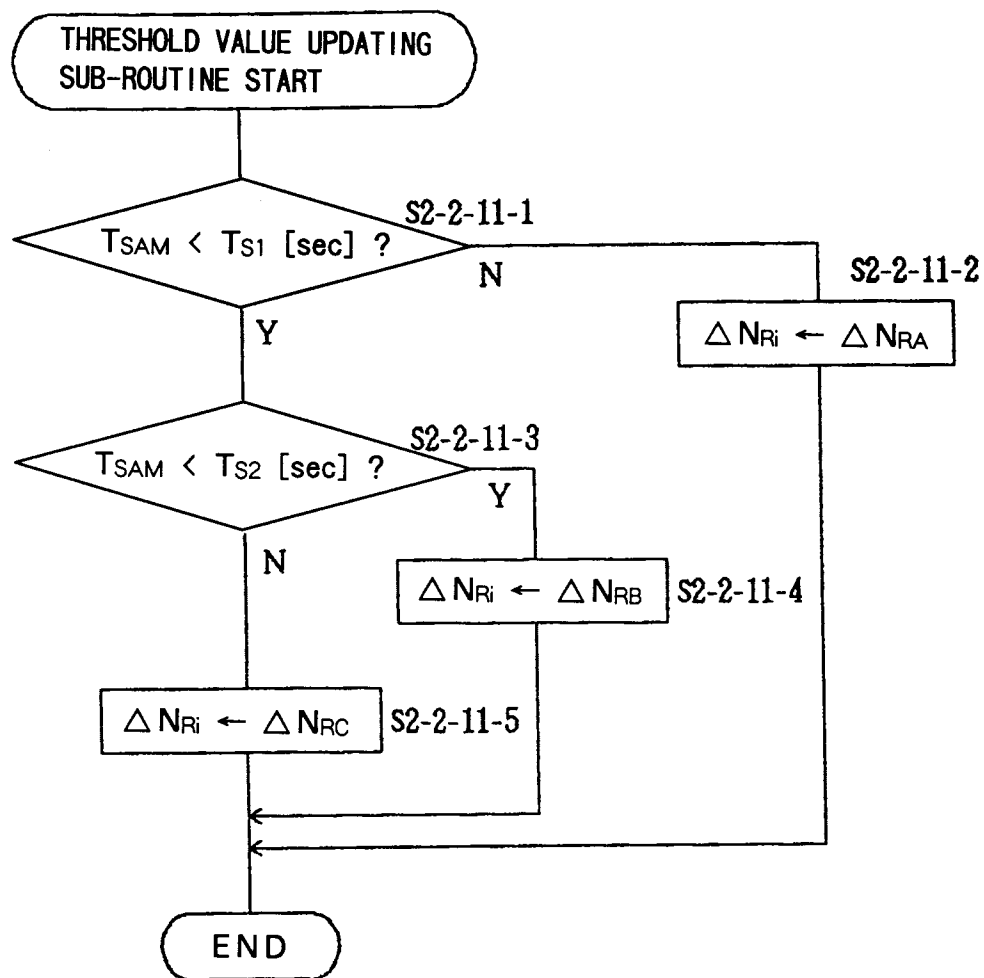 THRESHOLD VALUE UPDATING
SUB-ROUTINE START
S2-2-11-1
TSAM < TS1 [sec] ?
N
S2-2-11-2
Y
△NRi ← △NRA
S2-2-11-3
TSAM < TS2 [sec] ?
Y
N
△NRi ← △NRB S2-2-11-4
△NRi ← △NRC S2-2-11-5
END